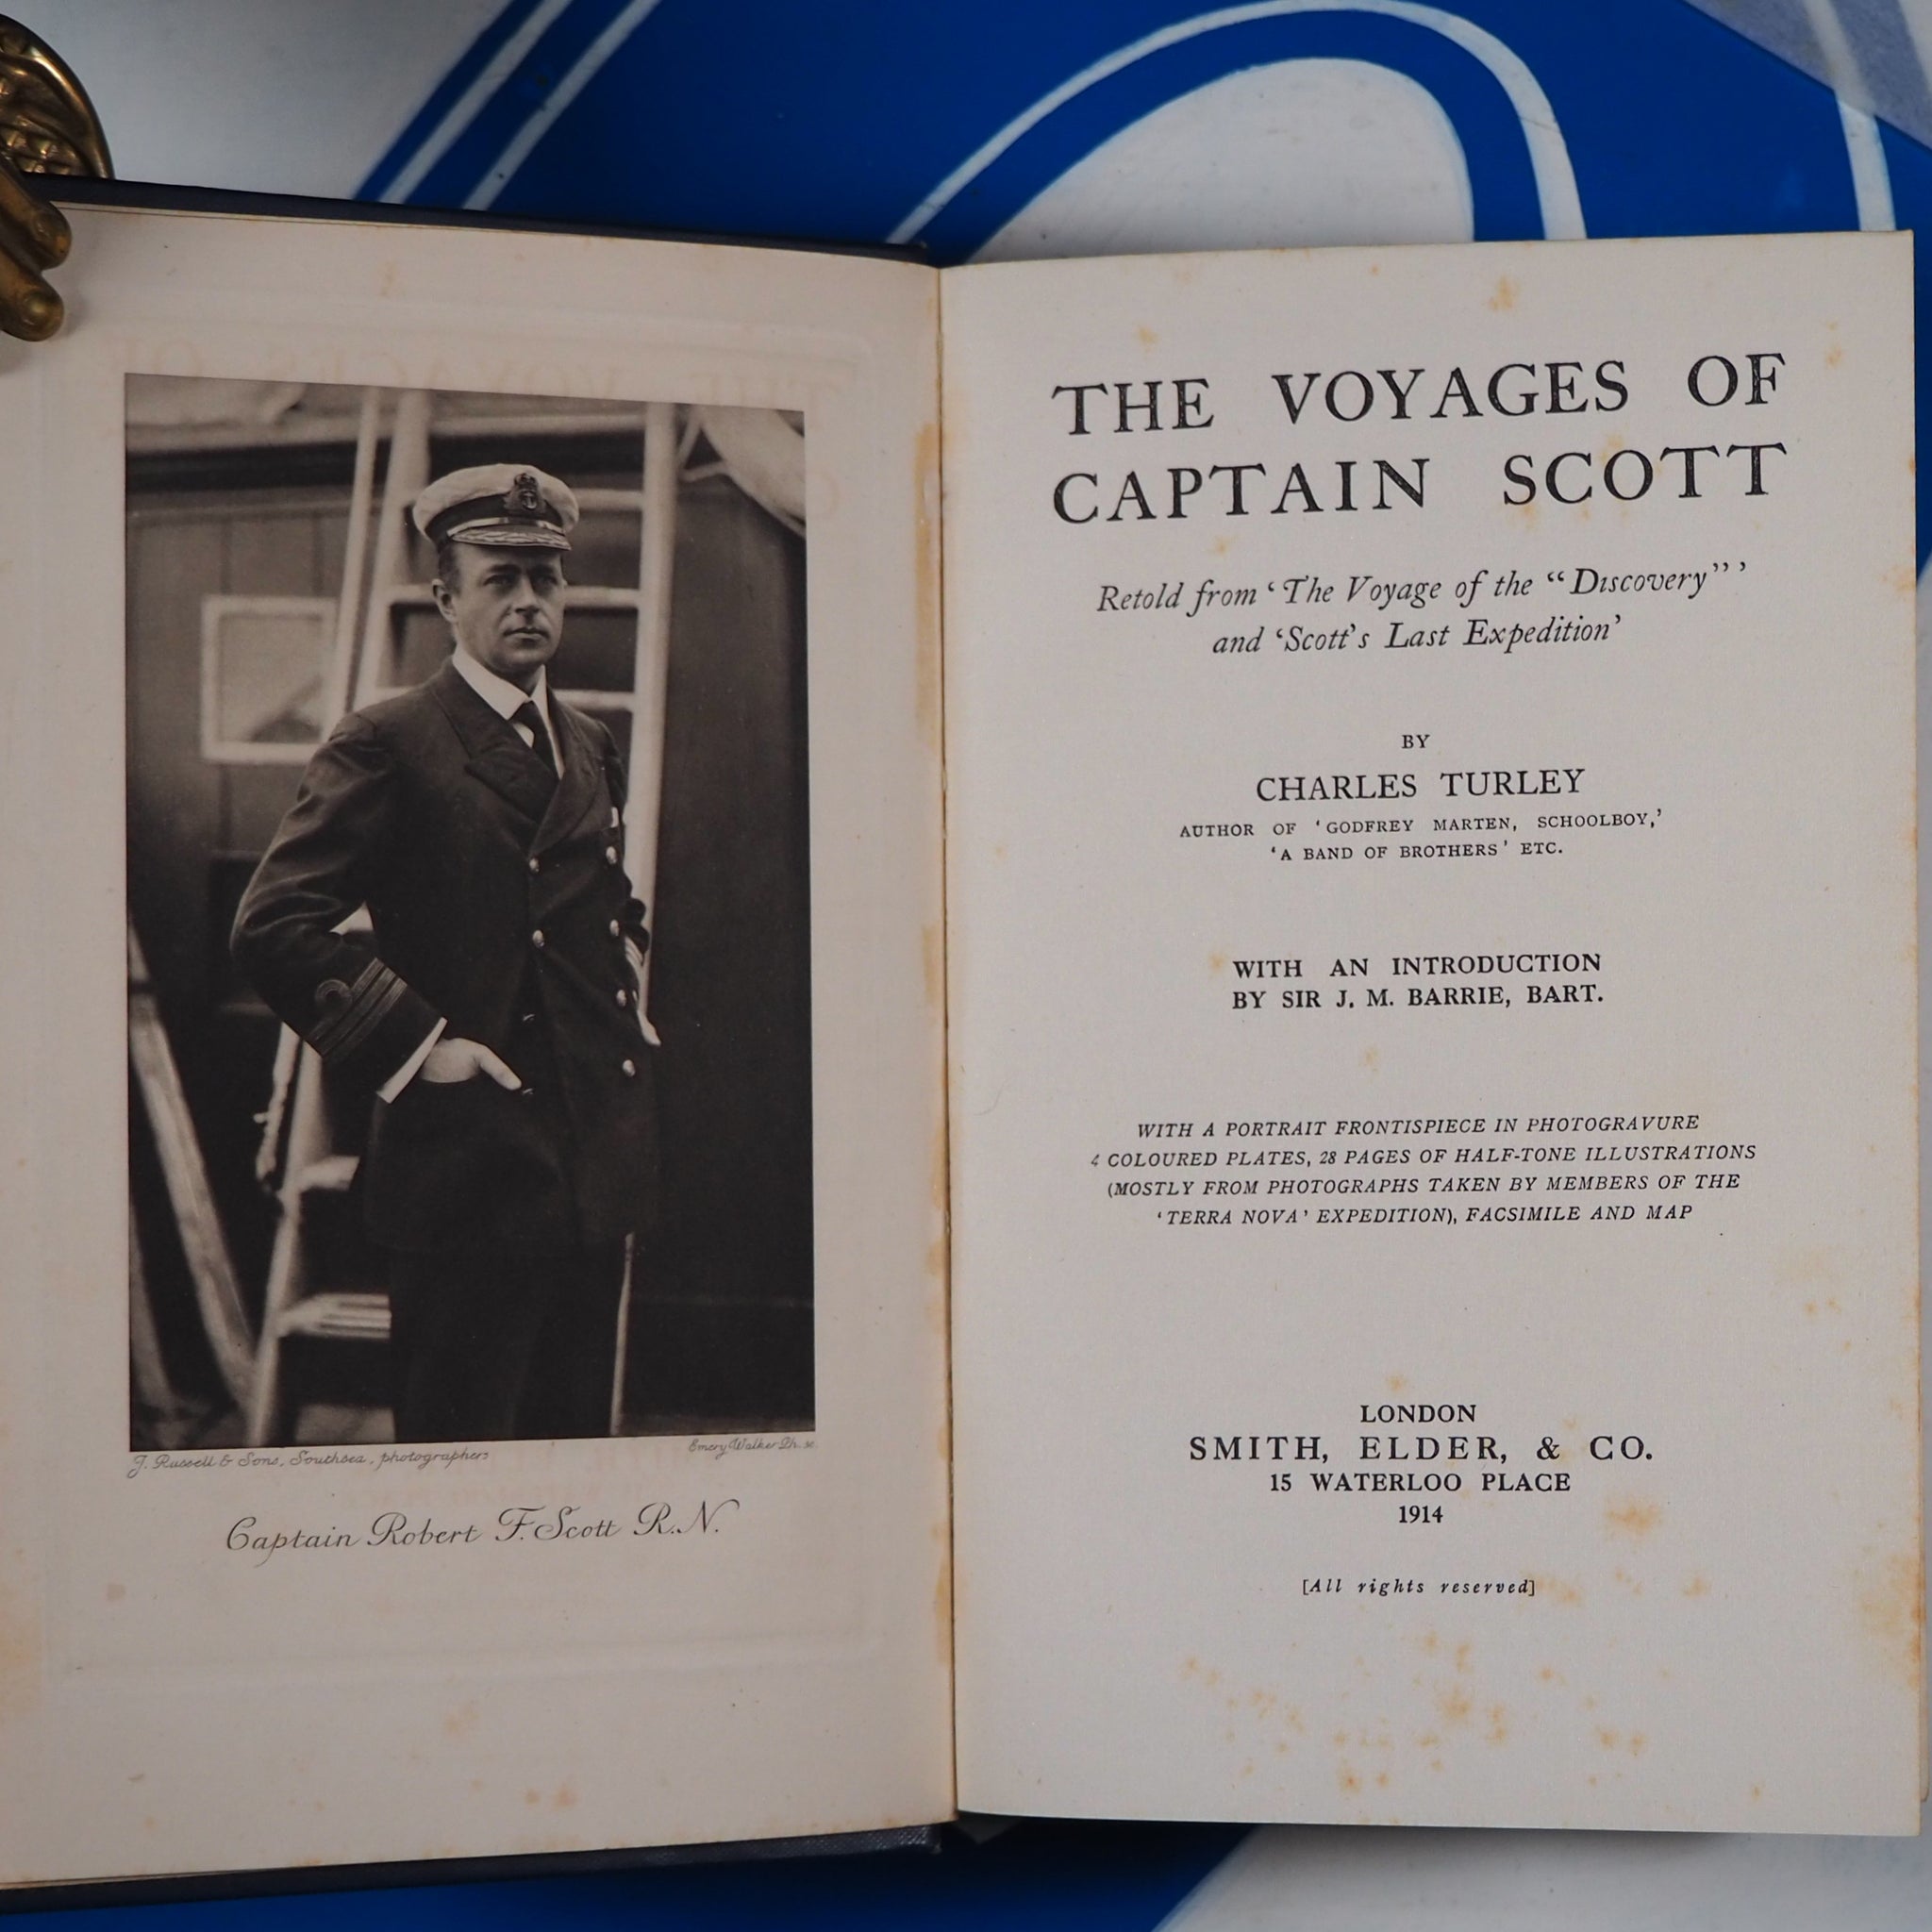 J. Russell & Sons, Southsea, photographers
Emery Walker Ph. sc.
Captain Robert F. Scott R.N.
THE VOYAGES OF
CAPTAIN SCOTT
Retold from ‘The Voyage of the “Discovery”’
and ‘Scott’s Last Expedition’
BY
CHARLES TURLEY
AUTHOR OF ‘GODFREY MARTEN, SCHOOLBOY,’
‘A BAND OF BROTHERS’ ETC.
WITH AN INTRODUCTION
BY SIR J. M. BARRIE, BART.
WITH A PORTRAIT FRONTISPIECE IN PHOTOGRAVURE
4 COLOURED PLATES, 28 PAGES OF HALF-TONE ILLUSTRATIONS
(MOSTLY FROM PHOTOGRAPHS TAKEN BY MEMBERS OF THE
‘TERRA NOVA’ EXPEDITION), FACSIMILE AND MAP
LONDON
SMITH, ELDER, & CO.
15 WATERLOO PLACE
1914
[All rights reserved]